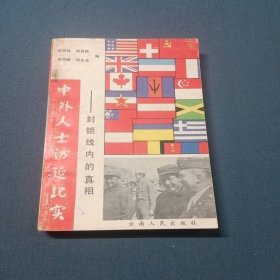 编
中外人士访延纪实
——封锁线内的真相
云南人民出版社